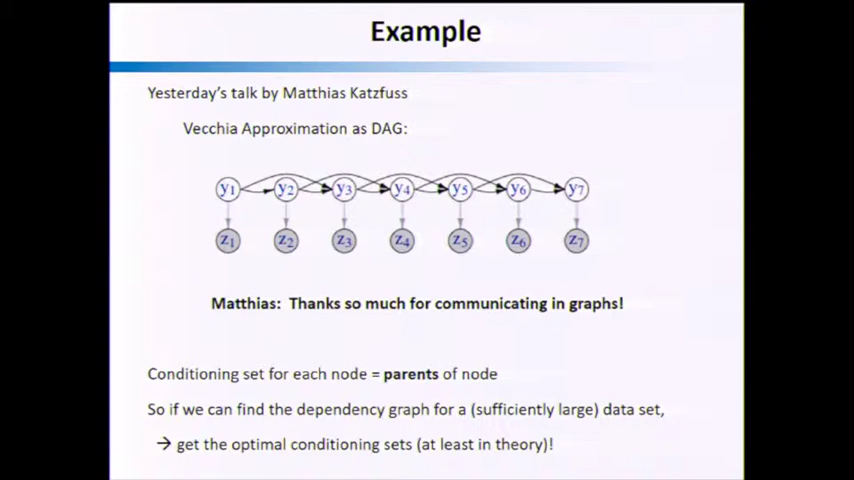 Example
Yesterday's talk by Matthias Katzfuss
Vecchia Approximation as DAG:
y1 y2 y3 y4 y5 y6 y7
z1 z2 z3 z4 z5 z6 z7
Matthias: Thanks so much for communicating in graphs!
Conditioning set for each node = parents of node
So if we can find the dependency graph for a (sufficiently large) data set,
→ get the optimal conditioning sets (at least in theory)!